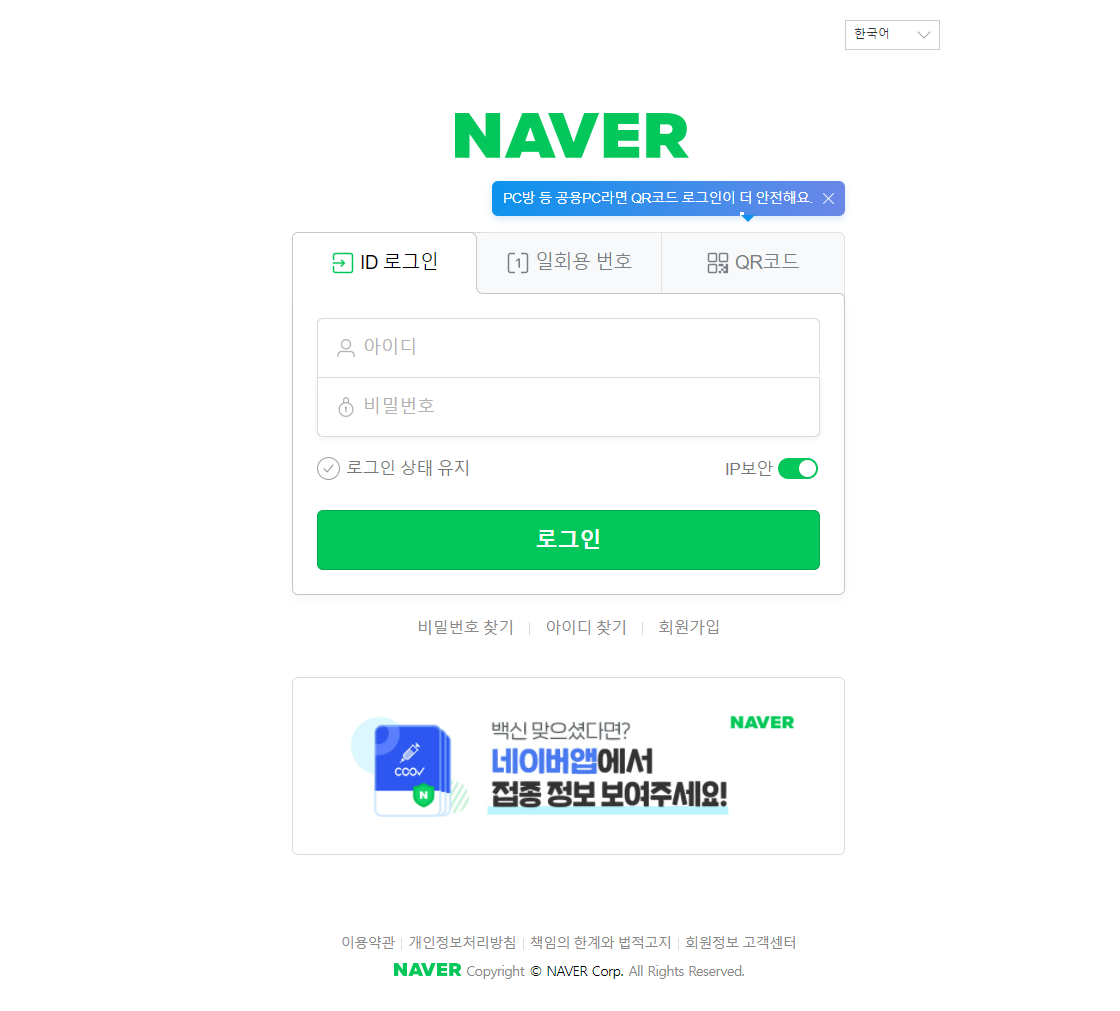 한국어
NAVER
PC방 등 공용PC라면 QR코드 로그인이 더 안전해요.
ID 로그인 1 일회용 번호 QR코드
아이디
비밀번호
로그인 상태 유지 IP보안
로그인
비밀번호 찾기 아이디 찾기 회원가입
백신 맞으셨다면? NAVER
네이버앱에서
COOV
N
접종 정보 보여주세요!
이용약관 개인정보처리방침 책임의 한계와 법적고지 회원정보 고객센터
NAVER Copyright © NAVER Corp. All Rights Reserved.